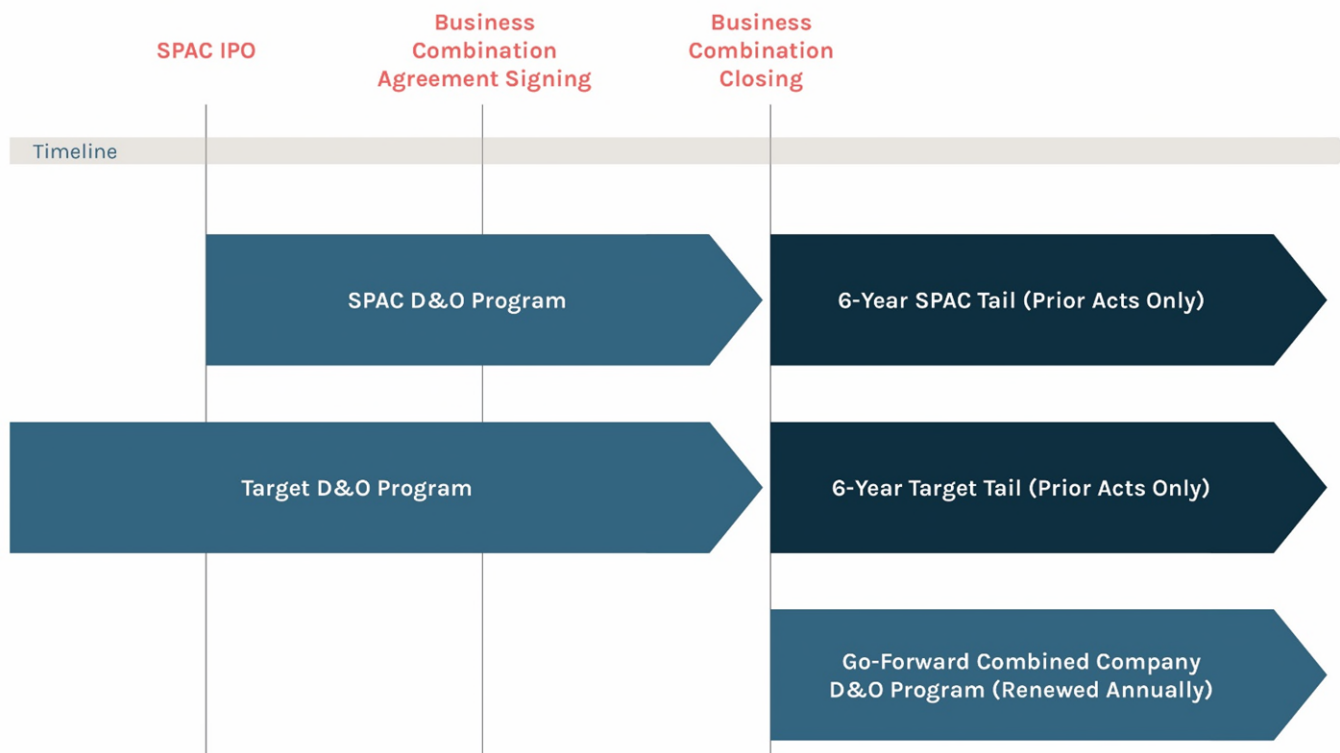 SPAC IPO
Business
Combination
Agreement Signing
Business
Combination
Closing
Timeline
SPAC D&O Program
6-Year SPAC Tail (Prior Acts Only)
Target D&O Program
6-Year Target Tail (Prior Acts Only)
Go-Forward Combined Company
D&O Program (Renewed Annually)